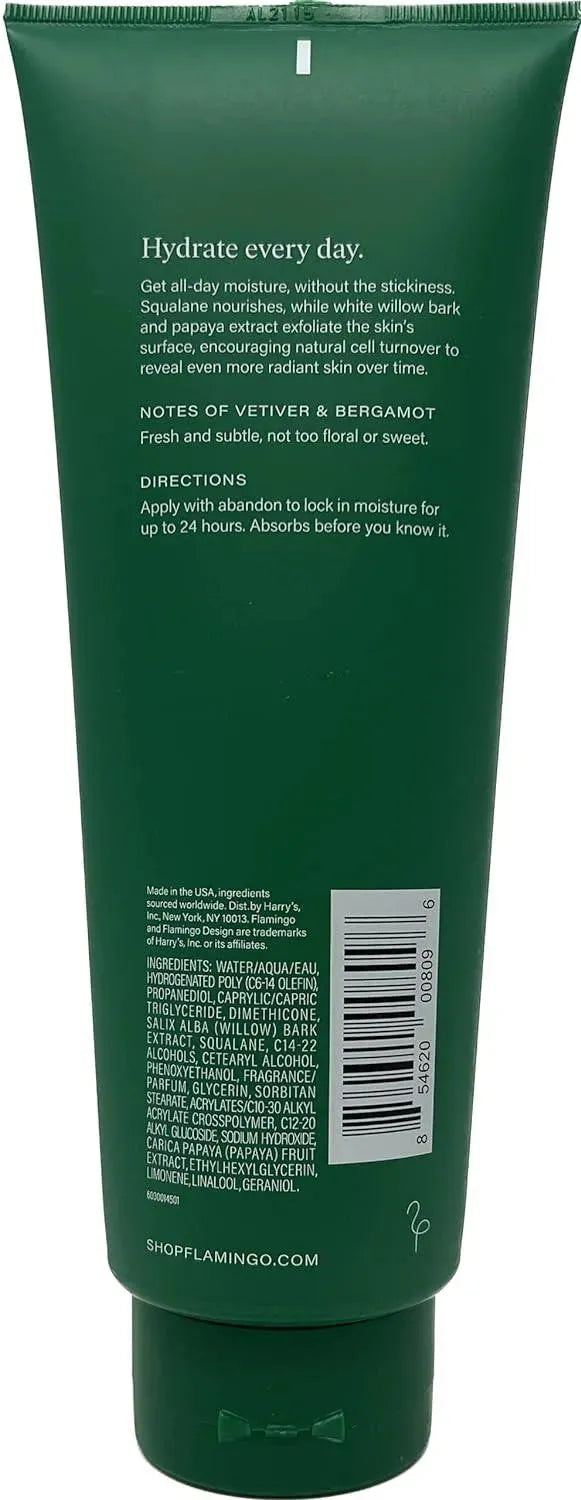 AL2115
Hydrate every day.
Get all-day moisture, without the stickiness.
Squalane nourishes, while white willow bark
and papaya extract exfoliate the skin's
surface, encouraging natural cell turnover to
reveal even more radiant skin over time.
NOTES OF VETIVER & BERGAMOT
Fresh and subtle, not too floral or sweet.
DIRECTIONS
Apply with abandon to lock in moisture for
up to 24 hours. Absorbs before you know it.
Made in the USA, ingredients
sourced worldwide. Dist.by Harry's,
Inc, New York, NY 10013. Flamingo
and Flamingo Design are trademarks
of Harry's, Inc. or its affiliates.
INGREDIENTS: WATER/AQUA/EAU,
HYDROGENATED POLY (C6-14 OLEFIN),
PROPANEDIOL, CAPRYLIC/CAPRIC
TRIGLYCERIDE, DIMETHICONE,
SALIX ALBA (WILLOW) BARK
EXTRACT, SQUALANE, C14-22
ALCOHOLS, CETEARYL ALCOHOL,
PHENOXYETHANOL, FRAGRANCE/
PARFUM, GLYCERIN, SORBITAN
STEARATE, ACRYLATES/C10-30 ALKYL
ACRYLATE CROSSPOLYMER, C12-20
ALKYL GLUCOSIDE, SODIUM HYDROXIDE,
CARICA PAPAYA (PAPAYA) FRUIT
EXTRACT, ETHYLHEXYLGLYCERIN,
LIMONENE, LINALOOL, GERANIOL.
6030014501
8 54620 00809 6
SHOPFLAMINGO.COM